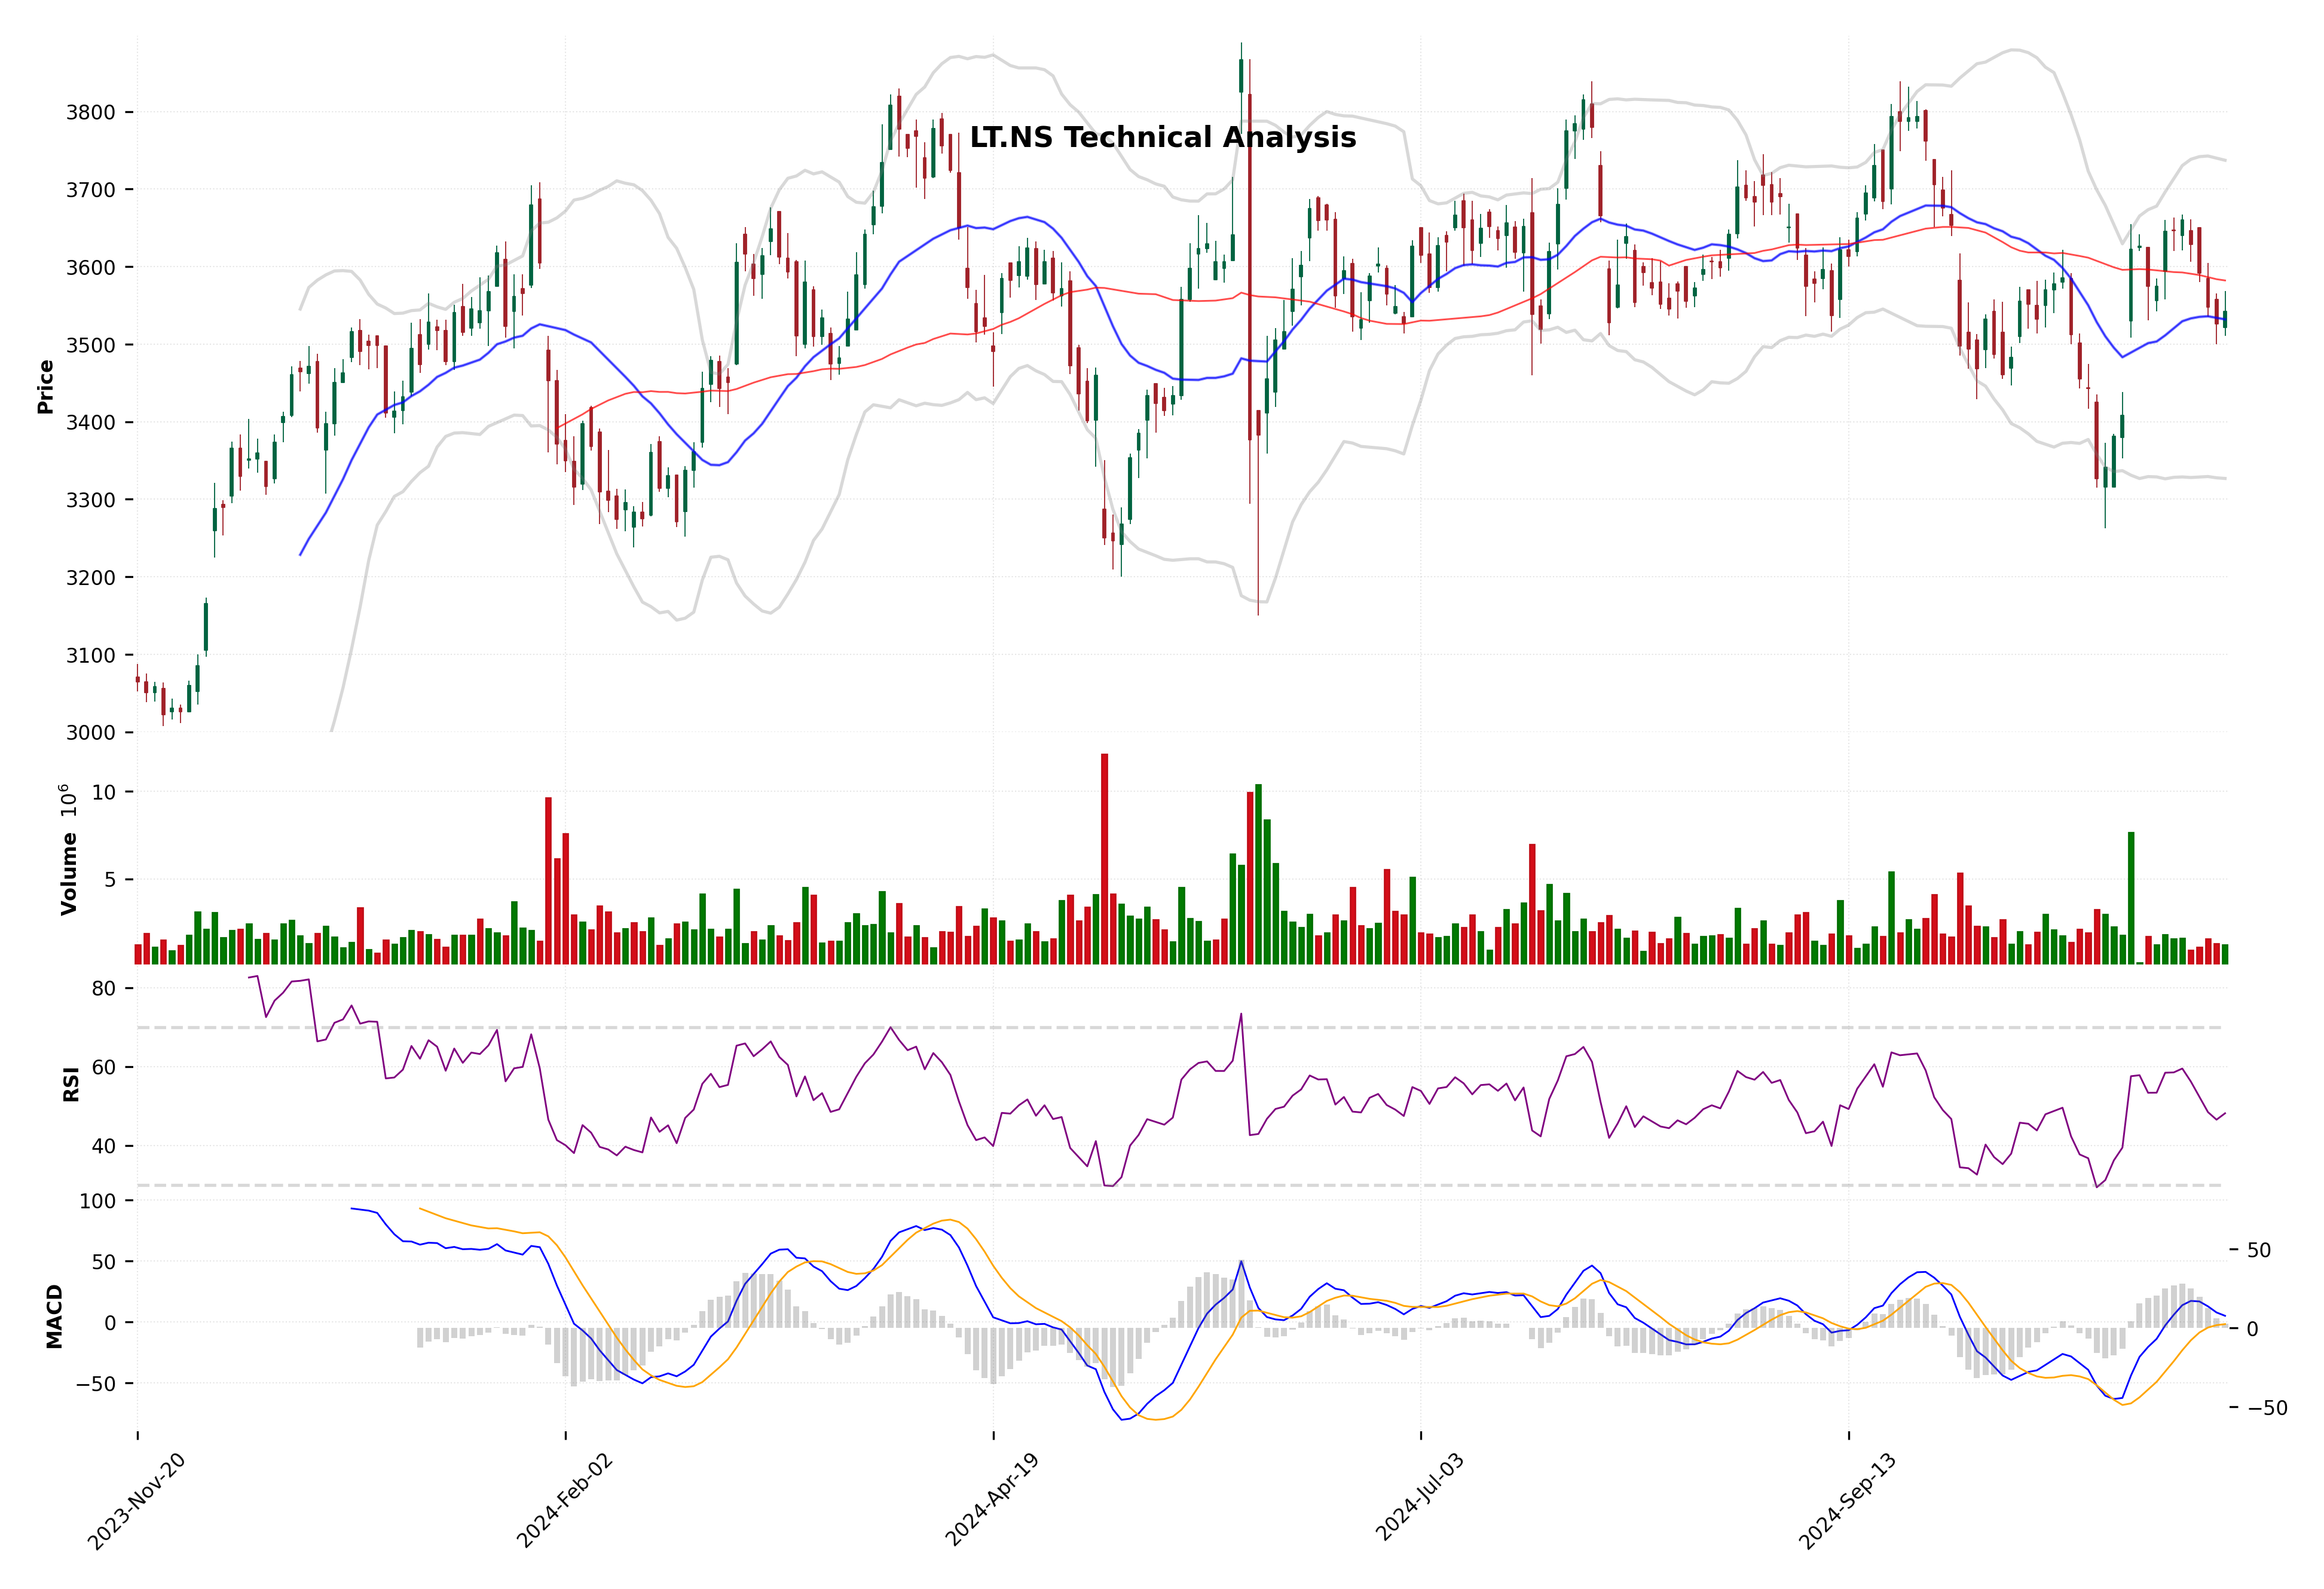 LT.NS Technical Analysis
Price
3800
3700
3600
3500
3400
3300
3200
3100
3000
Volume 10⁶
10
5
RSI
80
60
40
MACD
100
50
0
−50
50
0
−50
2023-Nov-20
2024-Feb-02
2024-Apr-19
2024-Jul-03
2024-Sep-13